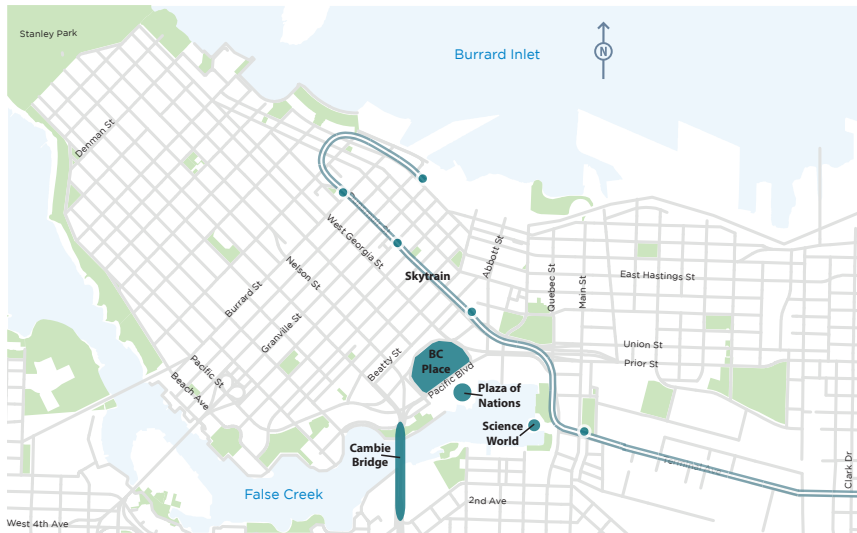 Stanley Park
Burrard Inlet
N
Denman St
West Georgia St
Abbott St
Skytrain
Quebec St
Main St
East Hastings St
Nelson St
Burrard St
Granville St
Union St
Prior St
BC
Place
Beatty St
Pacific Blvd
Pacific St
Beach Ave
Plaza of
Nations
Science
World
Cambie
Bridge
Clark Dr
False Creek
2nd Ave
West 4th Ave